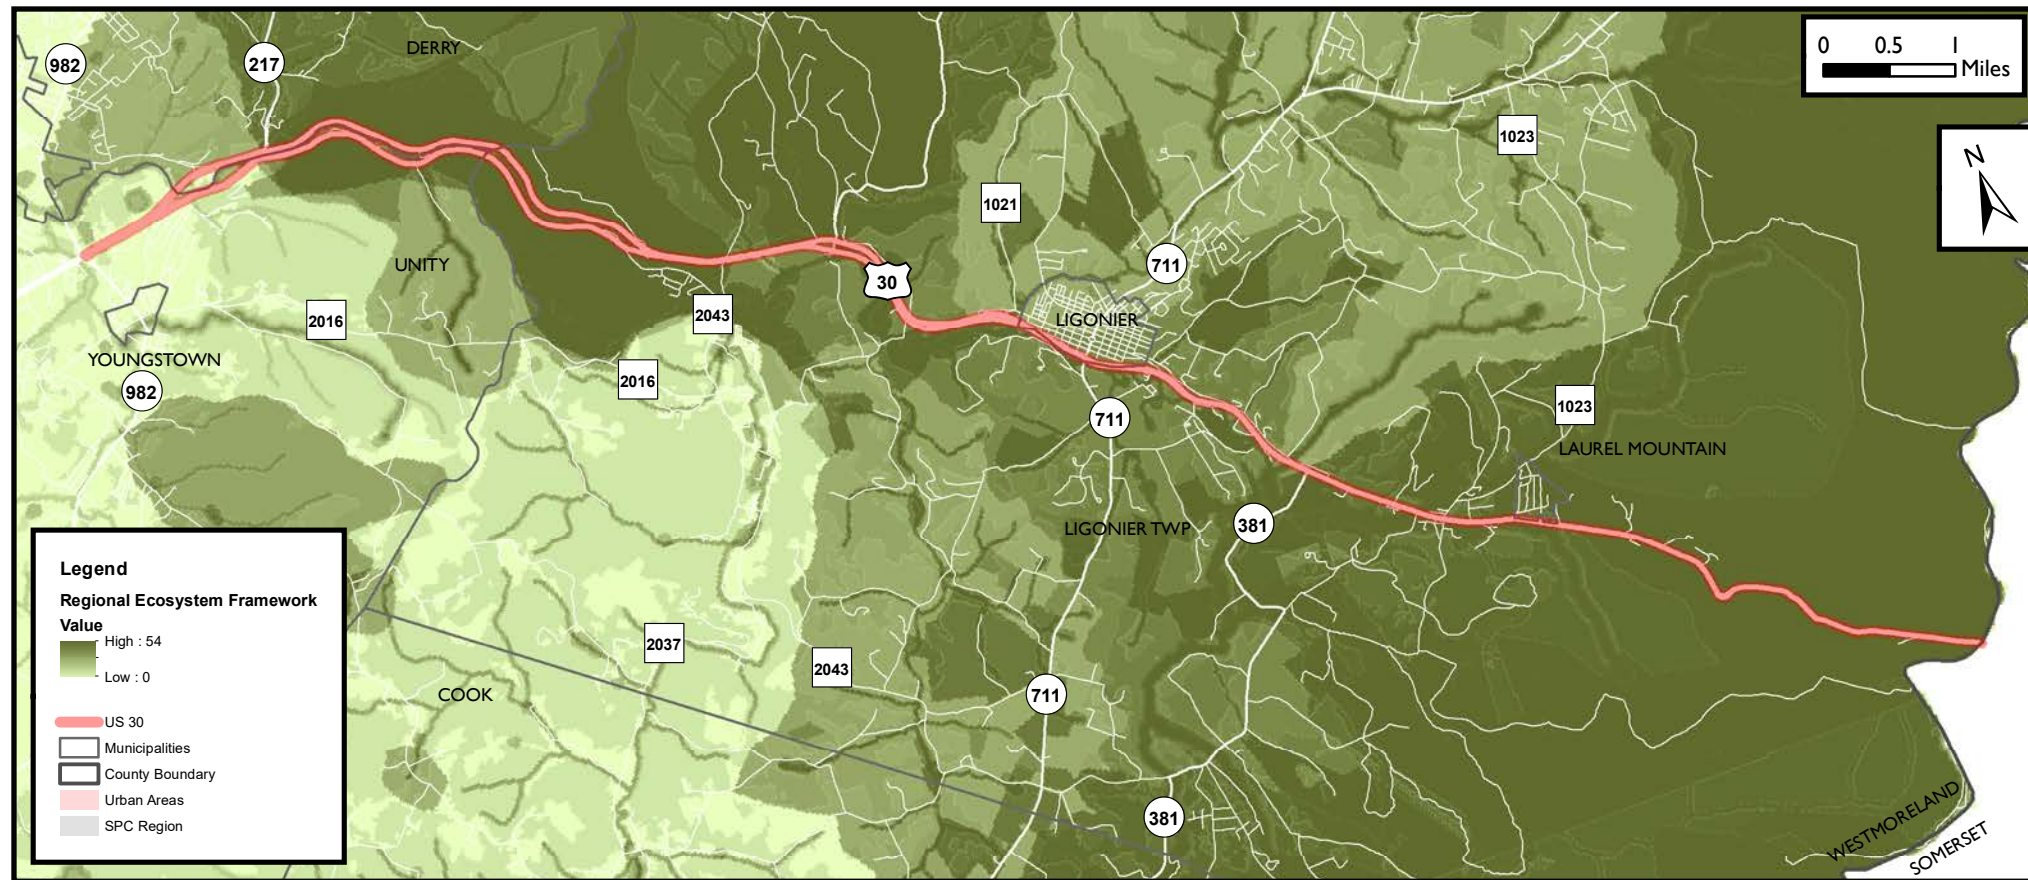 DERRY
982
217
0 0.5 1
Miles
1023
N
1021
711
UNITY
30
2016
2043
LIGONIER
YOUNGSTOWN
982
2016
711
1023
LAUREL MOUNTAIN
LIGONIER TWP
381
Legend
Regional Ecosystem Framework
Value
High : 54
Low : 0
US 30
Municipalities
County Boundary
Urban Areas
SPC Region
2037
2043
COOK
711
381
WESTMORELAND
SOMERSET